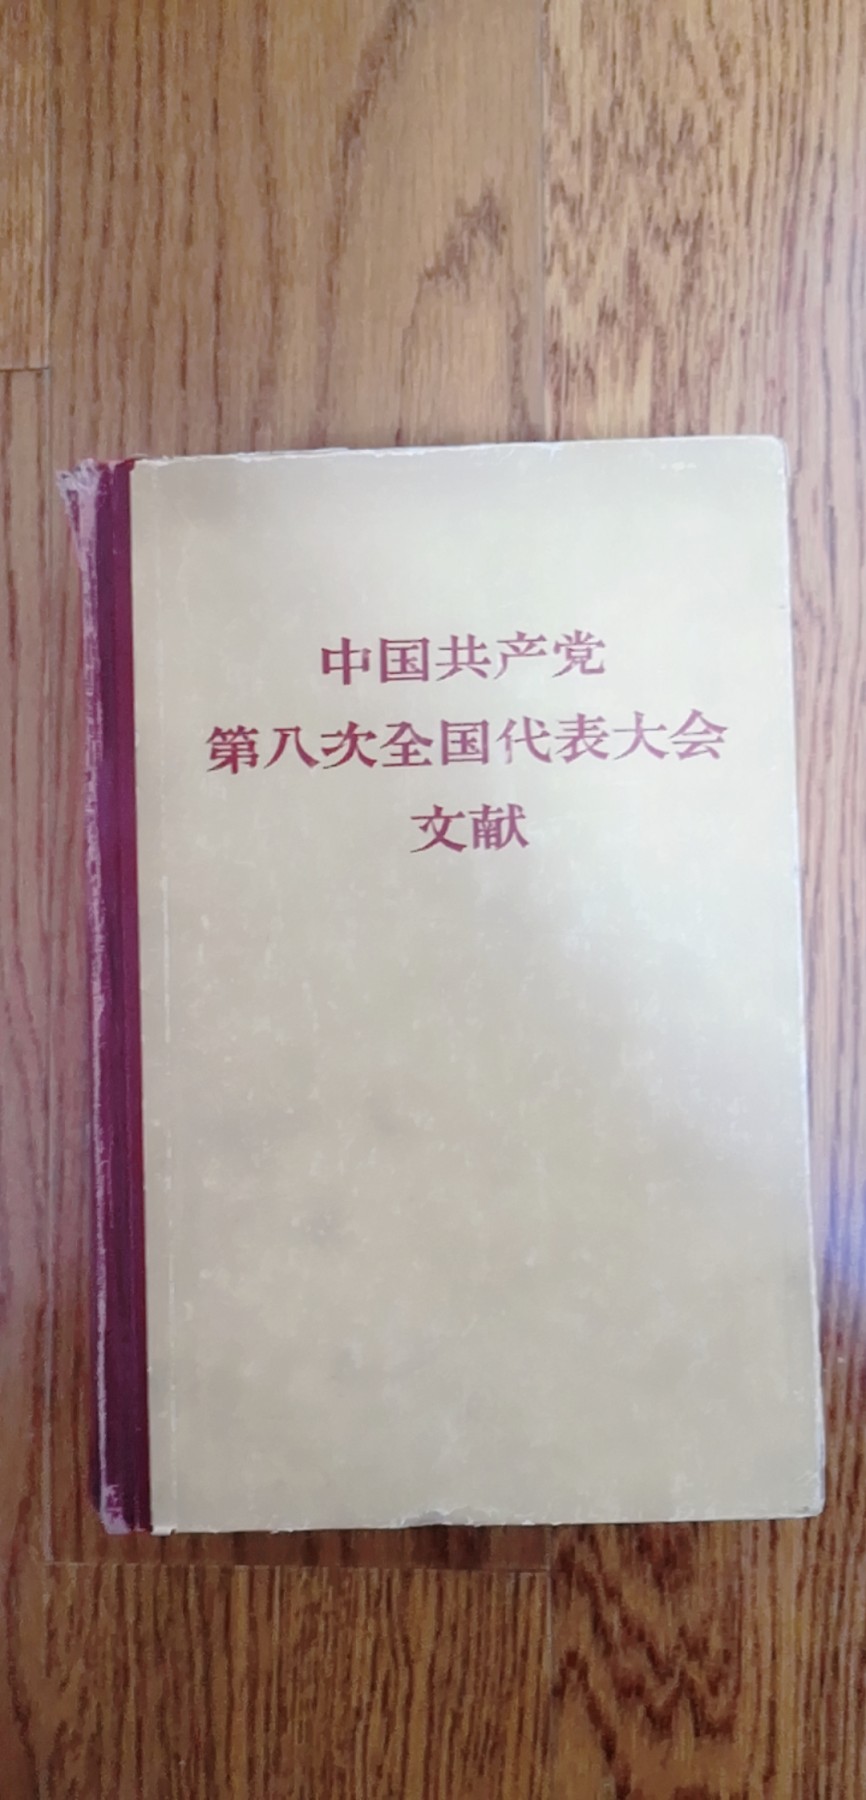 中国共产党
第八次全国代表大会
文献